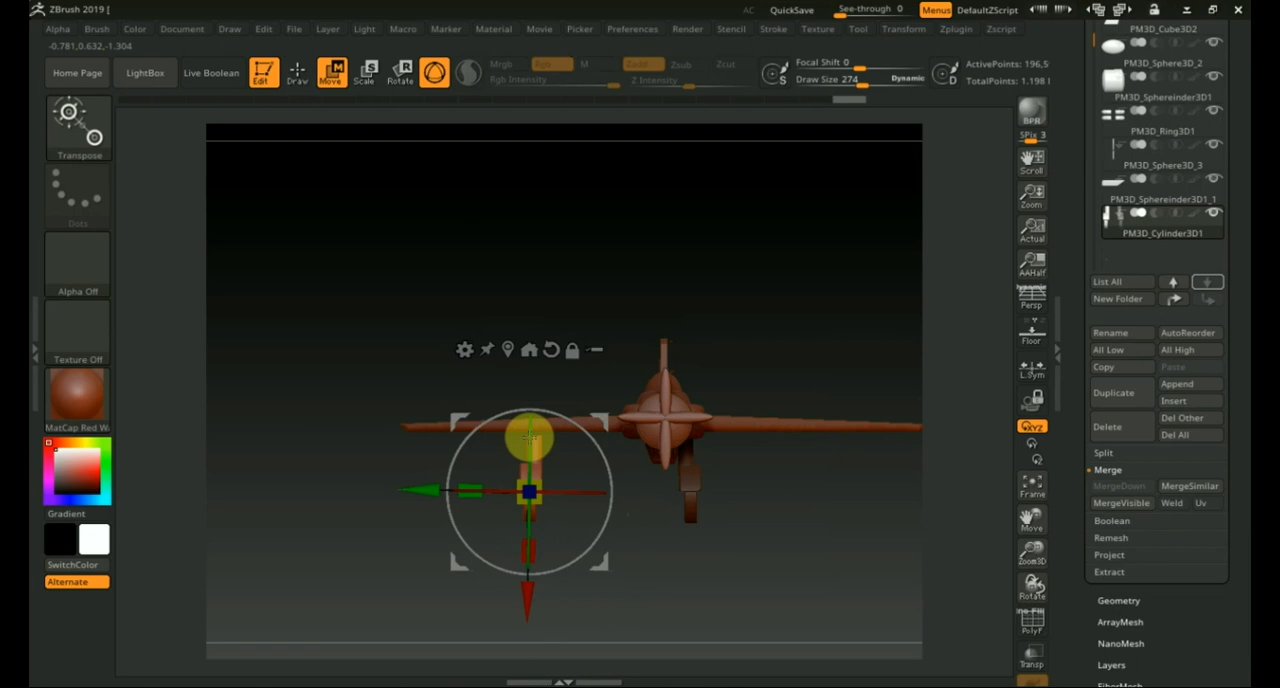 ZBrush 2019 [
AC QuickSave See-through 0 Menus DefaultZScript
Alpha Brush Color Document Draw Edit File Layer Light Macro Marker Material Movie Picker Preferences Render Stencil Stroke Texture Tool Transform Zplugin Zscript
-0.781,0.632,-1.304
Home Page LightBox Live Boolean Edit Draw Move Scale Rotate
Mrgb Rgb M Zadd Zsub Zcut
Rgb Intensity Z Intensity
Focal Shift 0
Draw Size 274 Dynamic
ActivePoints: 196,5
TotalPoints: 1.198
Transpose
Dots
Alpha Off
Texture Off
MatCap Red W
Gradient
SwitchColor
Alternate
BPR
SPix 3
Scroll
Zoom
Actual
AAHalf
Dynamic
Persp
Floor
L.Sym
XYZ
Frame
Move
Zoom3D
Rotate
PolyF
Transp
PM3D_Cube3D2
PM3D_Sphere3D_2
PM3D_Sphereinder3D1
PM3D_Ring3D1
PM3D_Sphere3D_3
PM3D_Sphereinder3D1_1
PM3D_Cylinder3D1
List All
New Folder
Rename AutoReorder
All Low All High
Copy Paste
Duplicate Append
Insert
Delete Del Other
Del All
Split
Merge
MergeDown MergeSimilar
MergeVisible Weld Uv
Boolean
Remesh
Project
Extract
Geometry
ArrayMesh
NanoMesh
Layers
FiberMesh